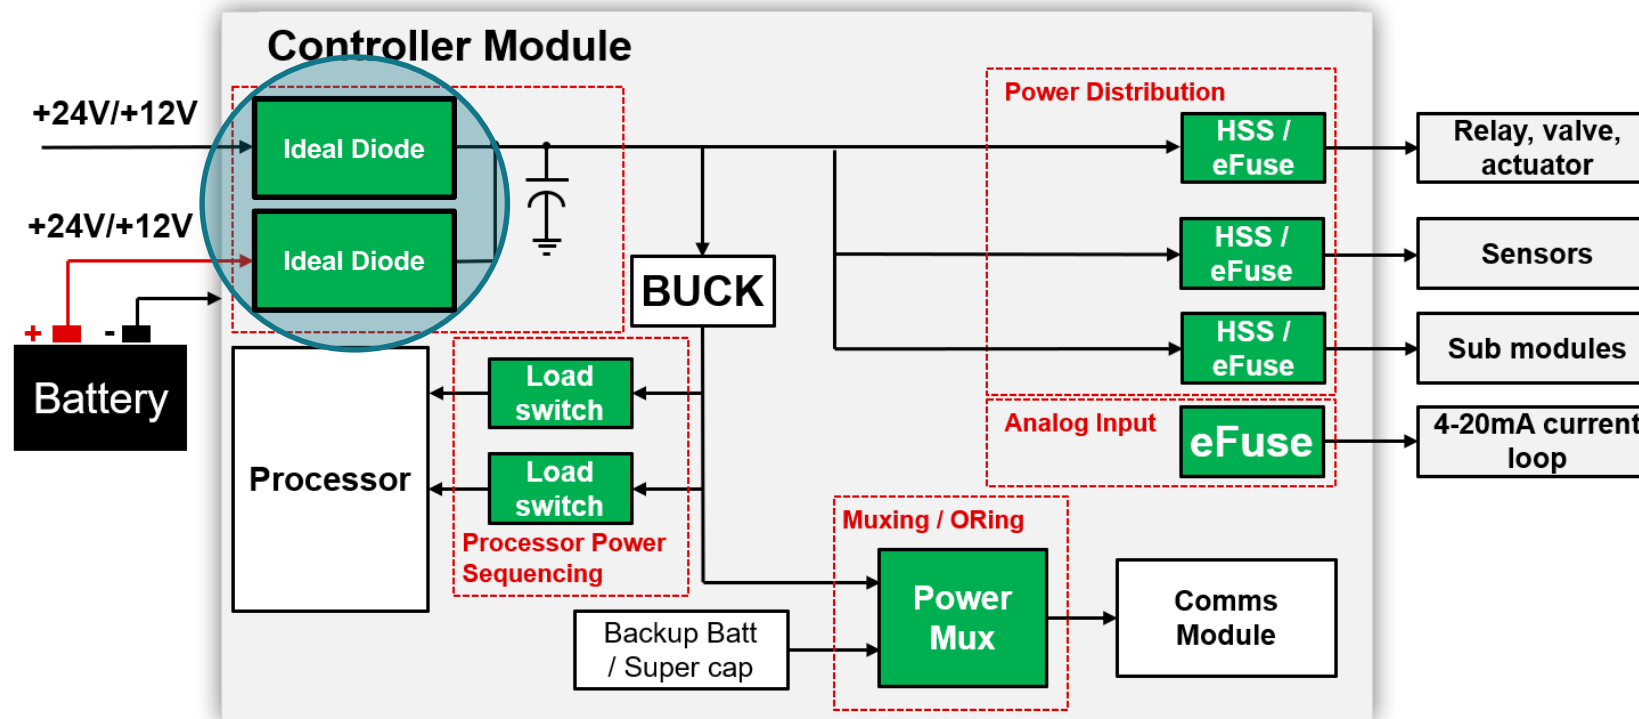 Controller Module
+24V/+12V
Ideal Diode
+24V/+12V
Ideal Diode
+
-
Battery
BUCK
Power Distribution
HSS /
eFuse
Relay, valve,
actuator
HSS /
eFuse
Sensors
HSS /
eFuse
Sub modules
Analog Input
eFuse
4-20mA current
loop
Processor
Load
switch
Load
switch
Processor Power
Sequencing
Muxing / ORing
Power
Mux
Backup Batt
/ Super cap
Comms
Module